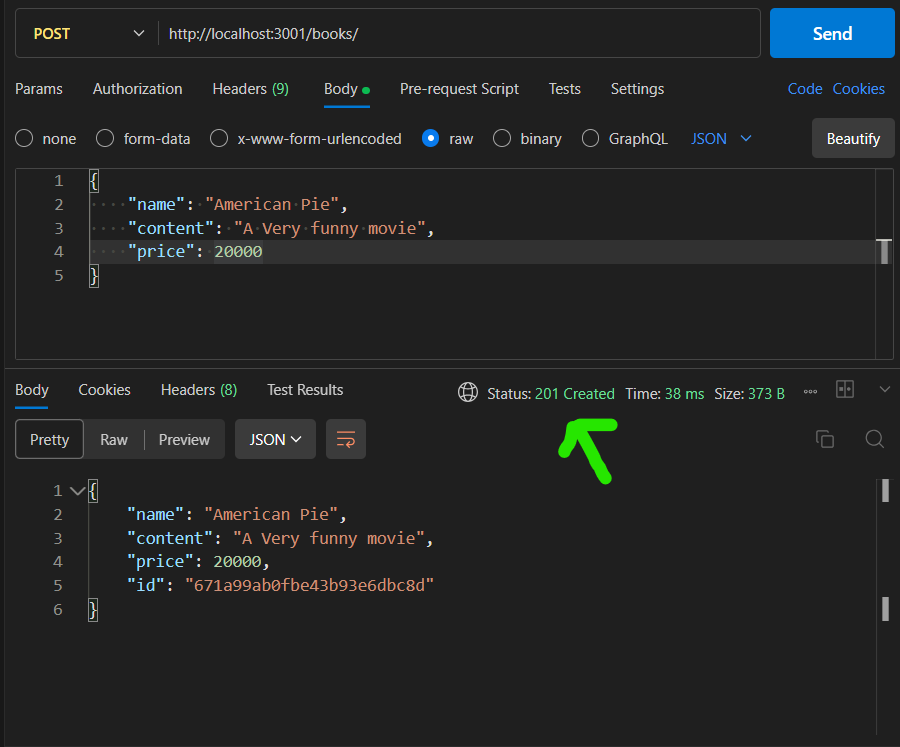 POST http://localhost:3001/books/ Send
Params Authorization Headers (9) Body Pre-request Script Tests Settings Code Cookies
none form-data x-www-form-urlencoded raw binary GraphQL JSON Beautify
1 {
2 "name": "American Pie",
3 "content": "A Very funny movie",
4 "price": 20000
5 }
Body Cookies Headers (8) Test Results Status: 201 Created Time: 38 ms Size: 373 B
Pretty Raw Preview JSON
1 {
2 "name": "American Pie",
3 "content": "A Very funny movie",
4 "price": 20000,
5 "id": "671a99ab0fbe43b93e6dbc8d"
6 }